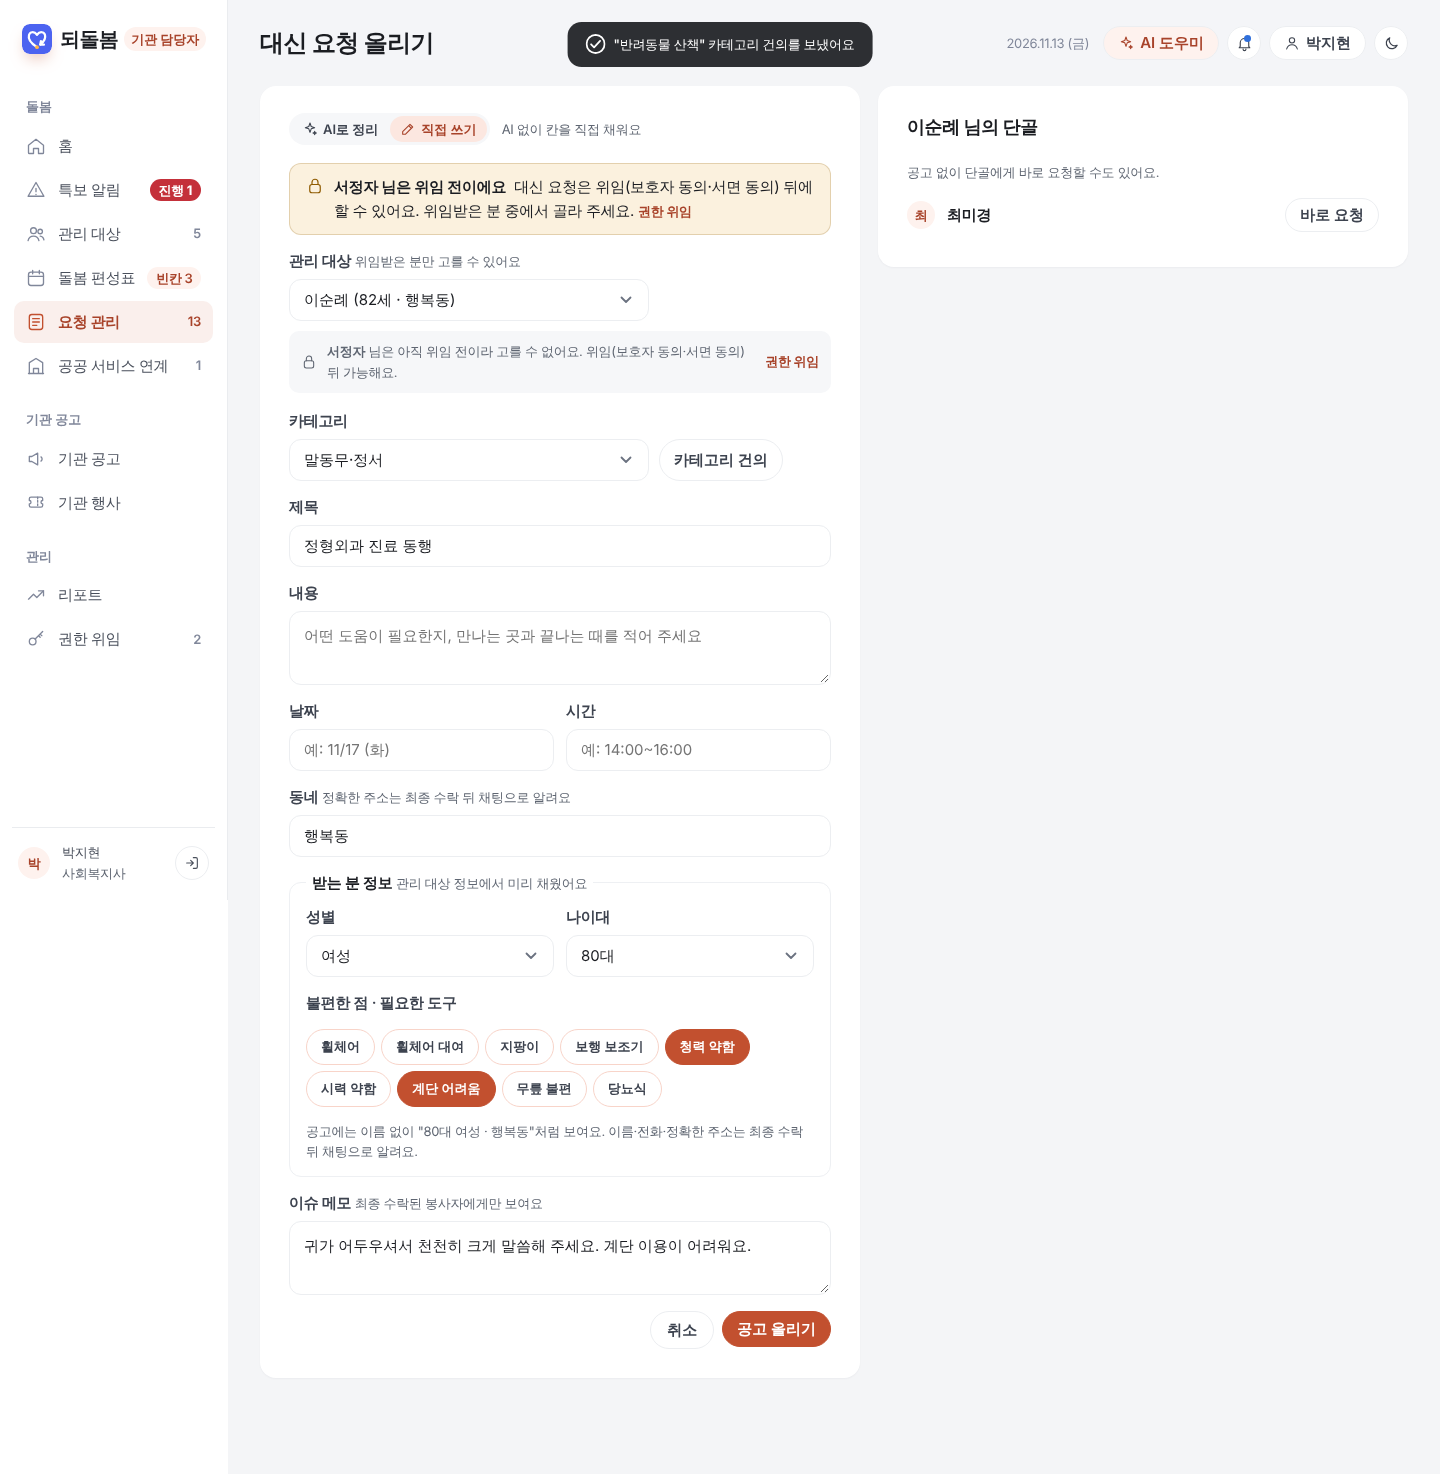 되돌봄 기관 담당자
돌봄
홈
특보 알림 진행 1
관리 대상 5
돌봄 편성표 빈칸 3
요청 관리 13
공공 서비스 연계 1
기관 공고
기관 공고
기관 행사
관리
리포트
권한 위임 2
박 박지현
사회복지사
대신 요청 올리기
"반려동물 산책" 카테고리 건의를 보냈어요
2026.11.13 (금) AI 도우미 박지현
AI로 정리 직접 쓰기 AI 없이 칸을 직접 채워요
서정자 님은 위임 전이에요 대신 요청은 위임(보호자 동의·서면 동의) 뒤에
할 수 있어요. 위임받은 분 중에서 골라 주세요. 권한 위임
관리 대상 위임받은 분만 고를 수 있어요
이순례 (82세 · 행복동)
서정자 님은 아직 위임 전이라 고를 수 없어요. 위임(보호자 동의·서면 동의)
뒤 가능해요.
권한 위임
카테고리
말동무·정서 카테고리 건의
제목
정형외과 진료 동행
내용
어떤 도움이 필요한지, 만나는 곳과 끝나는 때를 적어 주세요
날짜 시간
예: 11/17 (화) 예: 14:00~16:00
동네 정확한 주소는 최종 수락 뒤 채팅으로 알려요
행복동
받는 분 정보 관리 대상 정보에서 미리 채웠어요
성별 나이대
여성 80대
불편한 점 · 필요한 도구
휠체어 휠체어 대여 지팡이 보행 보조기 청력 약함
시력 약함 계단 어려움 무릎 불편 당뇨식
공고에는 이름 없이 "80대 여성 · 행복동"처럼 보여요. 이름·전화·정확한 주소는 최종 수락
뒤 채팅으로 알려요.
이슈 메모 최종 수락된 봉사자에게만 보여요
귀가 어두우셔서 천천히 크게 말씀해 주세요. 계단 이용이 어려워요.
취소 공고 올리기
이순례 님의 단골
공고 없이 단골에게 바로 요청할 수도 있어요.
최 최미경 바로 요청